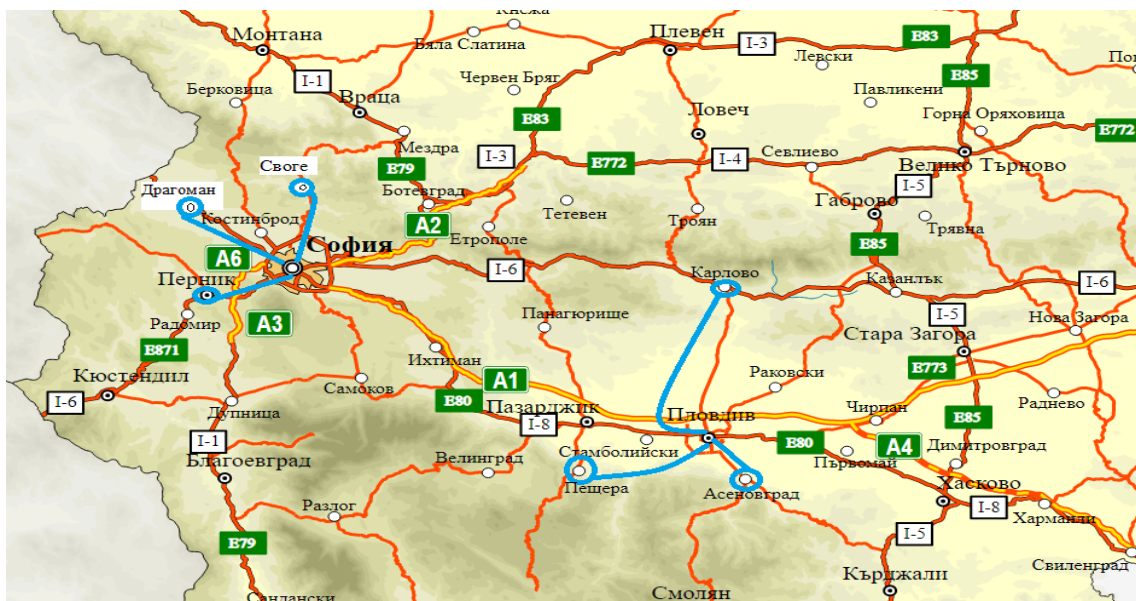 Кнежа
Монтана
Бяла Слатина
Плевен
I-3
E83
Левски
E85
I-1
Червен Бряг
Берковица
Враца
Павликени
Ловеч
Горна Оряховица
E83
E772
Мездра
I-3
E772
I-4
Севлиево
Велико Търново
Своге
E79
Ботевград
I-5
Драгоман
Габрово
Тетевен
Троян
Костинброд
A2
Трявна
Етрополе
София
E85
A6
I-6
Карлово
Казанлък
I-6
Перник
I-5
Нова Загора
Радомир
A3
Панагюрище
Стара Загора
E871
Ихтиман
E773
Кюстендил
A1
Раковски
Самоков
Раднево
I-6
E80
Пазарджик
Пловдив
Чирпан
E85
Дупница
I-8
I-1
E80
A4
Димитровград
Стамболийски
Благоевград
Велинград
Първомай
Пещера
Асеновград
Хасково
Разлог
I-8
Харманли
I-5
E79
Свиленград
Кърджали
Смолян
Сандански